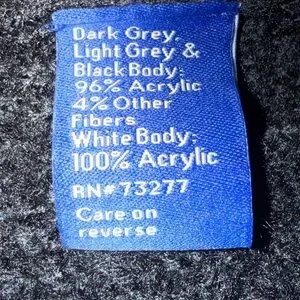 Dark Grey,
Light Grey &
Black Body:
96% Acrylic
4% Other
Fibers
White Body:
100% Acrylic
RN# 73277
Care on
reverse